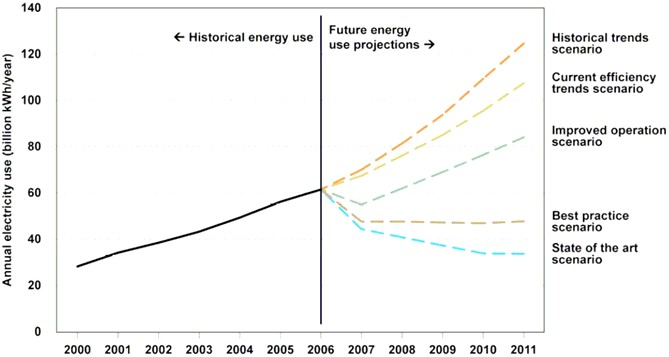 140
120
100
80
60
40
20
0
Annual electricity use (billion kWh/year)
← Historical energy use
Future energy
use projections →
Historical trends
scenario
Current efficiency
trends scenario
Improved operation
scenario
Best practice
scenario
State of the art
scenario
2000 2001 2002 2003 2004 2005 2006 2007 2008 2009 2010 2011